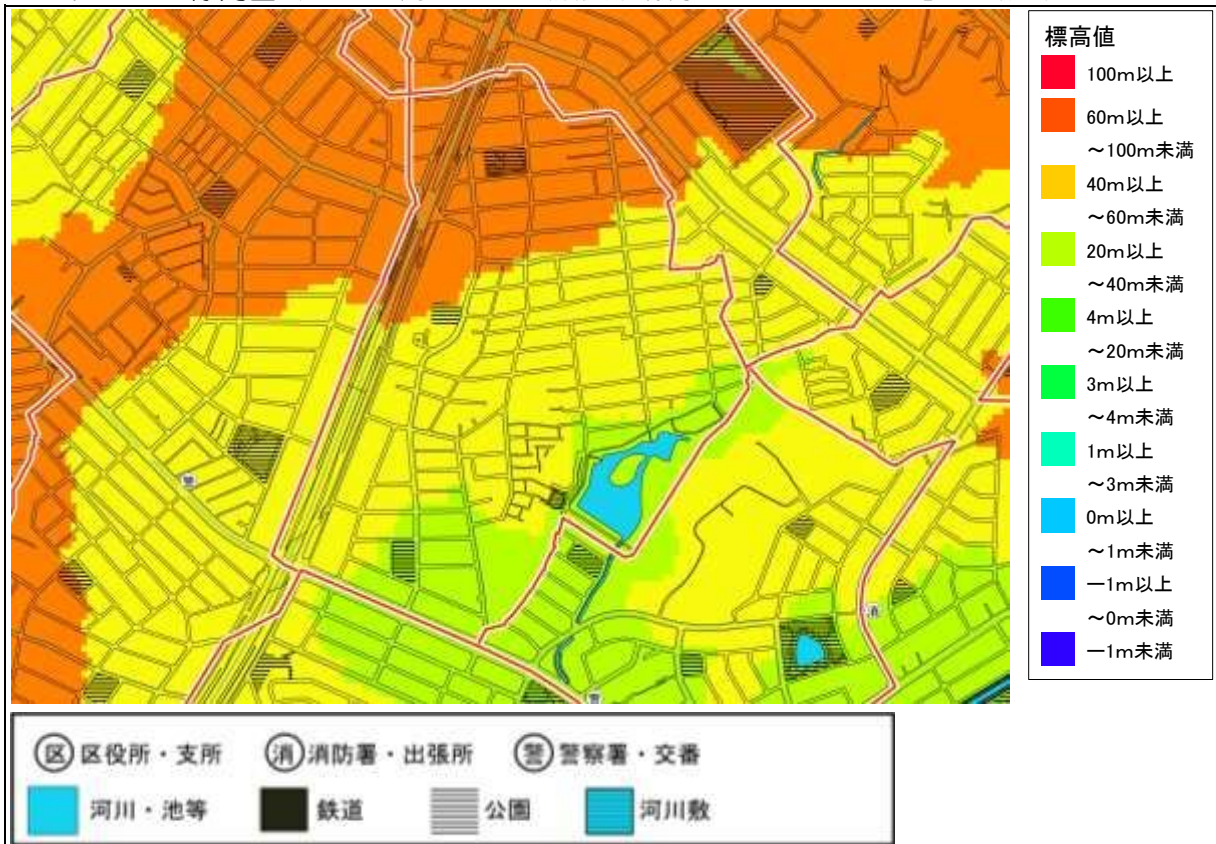 標高値
100m以上
60m以上
～100m未満
40m以上
～60m未満
20m以上
～40m未満
4m以上
～20m未満
3m以上
～4m未満
1m以上
～3m未満
0m以上
～1m未満
－1m以上
～0m未満
－1m未満
消
区 区役所・支所 消 消防署・出張所 警 警察署・交番
河川・池等 鉄道 公園 河川敷